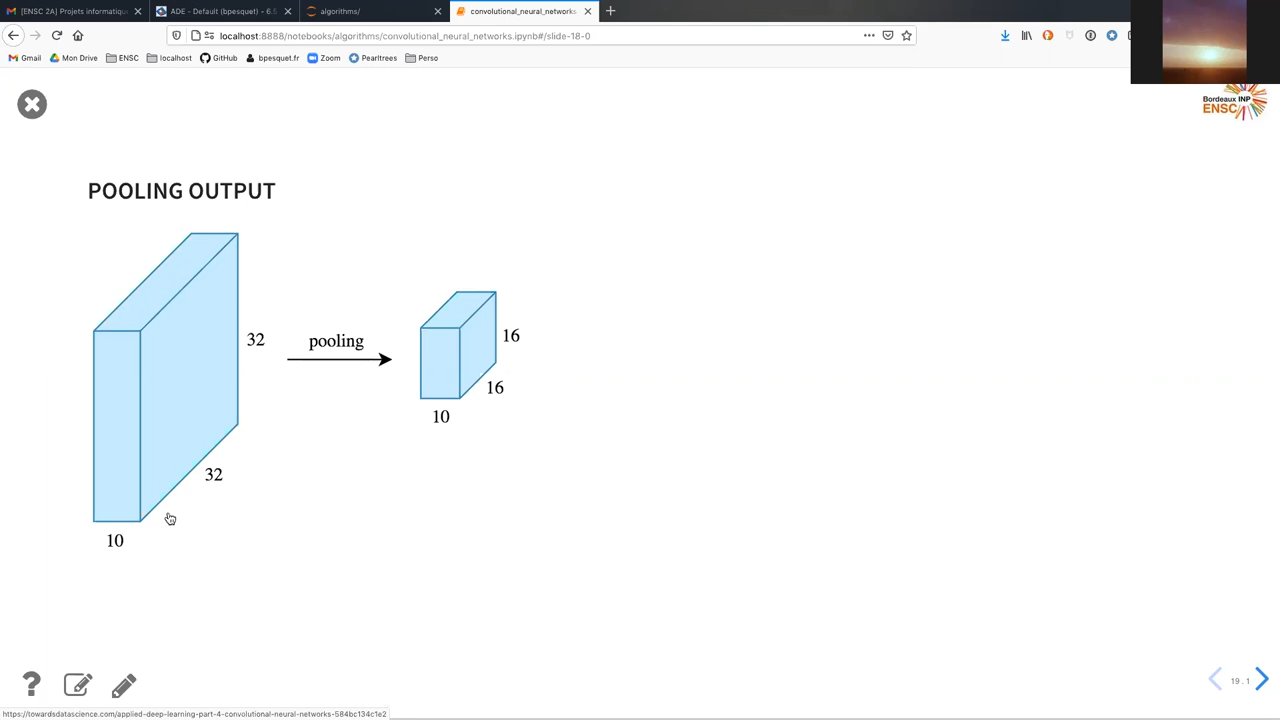 [ENSC 2A] Projets informatiqu
ADE - Default (bpesquet) - 6.5
algorithms/
convolutional_neural_networks
localhost:8888/notebooks/algorithms/convolutional_neural_networks.ipynb#/slide-18-0
Gmail
Mon Drive
ENSC
localhost
GitHub
bpesquet.fr
Zoom
Pearltrees
Perso
Bordeaux INP
ENSC
POOLING OUTPUT
32
pooling
16
16
10
32
10
19.1
https://towardsdatascience.com/applied-deep-learning-part-4-convolutional-neural-networks-584bc134c1e2